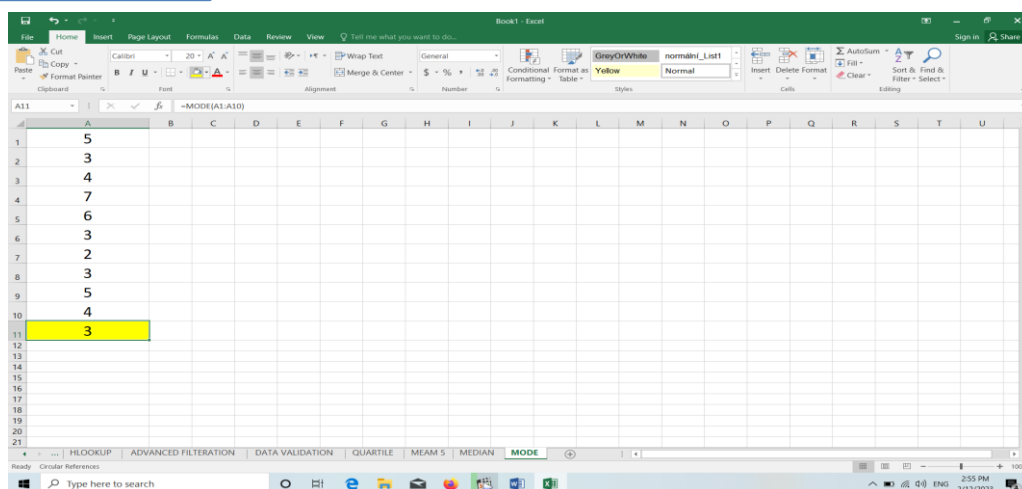 Book1 - Excel
File Home Insert Page Layout Formulas Data Review View Tell me what you want to do... Sign in Share
Paste Cut Copy Format Painter
Calibri 20 A A B I U A
Wrap Text Merge & Center
General $ % ,
Conditional Formatting Format as Table
GreyOrWhite normální_List1
Yellow Normal
Insert Delete Format
Σ AutoSum Fill Clear
Sort & Filter Find & Select
Clipboard Font Alignment Number Styles Cells Editing
A11 fx =MODE(A1:A10)
A B C D E F G H I J K L M N O P Q R S T U
1 5
2 3
3 4
4 7
5 6
6 3
7 2
8 3
9 5
10 4
11 3
12
13
14
15
16
17
18
19
20
21
... HLOOKUP ADVANCED FILTERATION DATA VALIDATION QUARTILE MEAM 5 MEDIAN MODE
Ready Circular References 100
Type here to search ENG 2:55 PM